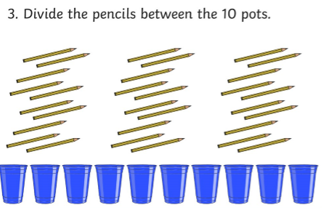 3. Divide the pencils between the 10 pots.